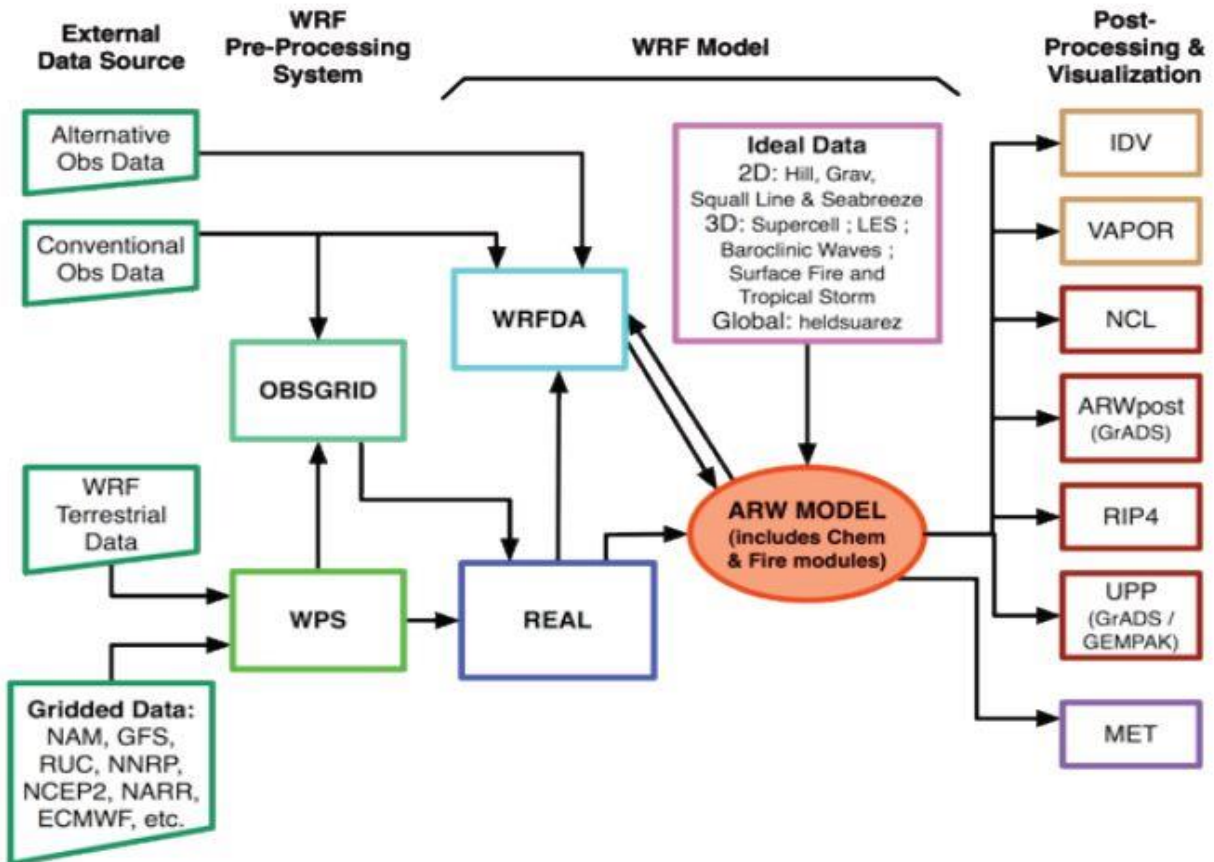 External
Data Source
WRF
Pre-Processing
System
WRF Model
Post-
Processing &
Visualization
Alternative
Obs Data
Conventional
Obs Data
WRF
Terrestrial
Data
Gridded Data:
NAM, GFS,
RUC, NNRP,
NCEP2, NARR,
ECMWF, etc.
OBSGRID
WPS
WRFDA
REAL
Ideal Data
2D: Hill, Grav,
Squall Line & Seabreeze
3D: Supercell ; LES ;
Baroclinic Waves ;
Surface Fire and
Tropical Storm
Global: heldsuarez
ARW MODEL
(includes Chem
& Fire modules)
IDV
VAPOR
NCL
ARWpost
(GrADS)
RIP4
UPP
(GrADS /
GEMPAK)
MET